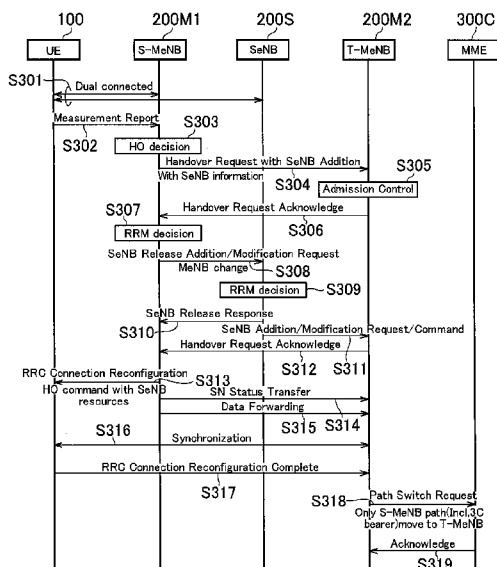 100 200M1 200S 200M2 300C
UE S-MeNB SeNB T-MeNB MME
S301
Dual connected
Measurement Report
S302
S303
HO decision
Handover Request with SeNB Addition
With SeNB information
S304
S305
Admission Control
S307
Handover Request Acknowledge
S306
RRM decision
SeNB Release Addition/Modification Request
MeNB change
S308
RRM decision
S309
SeNB Release Response
S310
SeNB Addition/Modification Request/Command
S311
Handover Request Acknowledge
S312
RRC Connection Reconfiguration
S313
HO command with SeNB
resources
SN Status Transfer
S314
Data Forwarding
S315
S316
Synchronization
RRC Connection Reconfiguration Complete
S317
S318
Path Switch Request
Only S-MeNB path(Incl.3C
bearer)move to T-MeNB
Acknowledge
S319